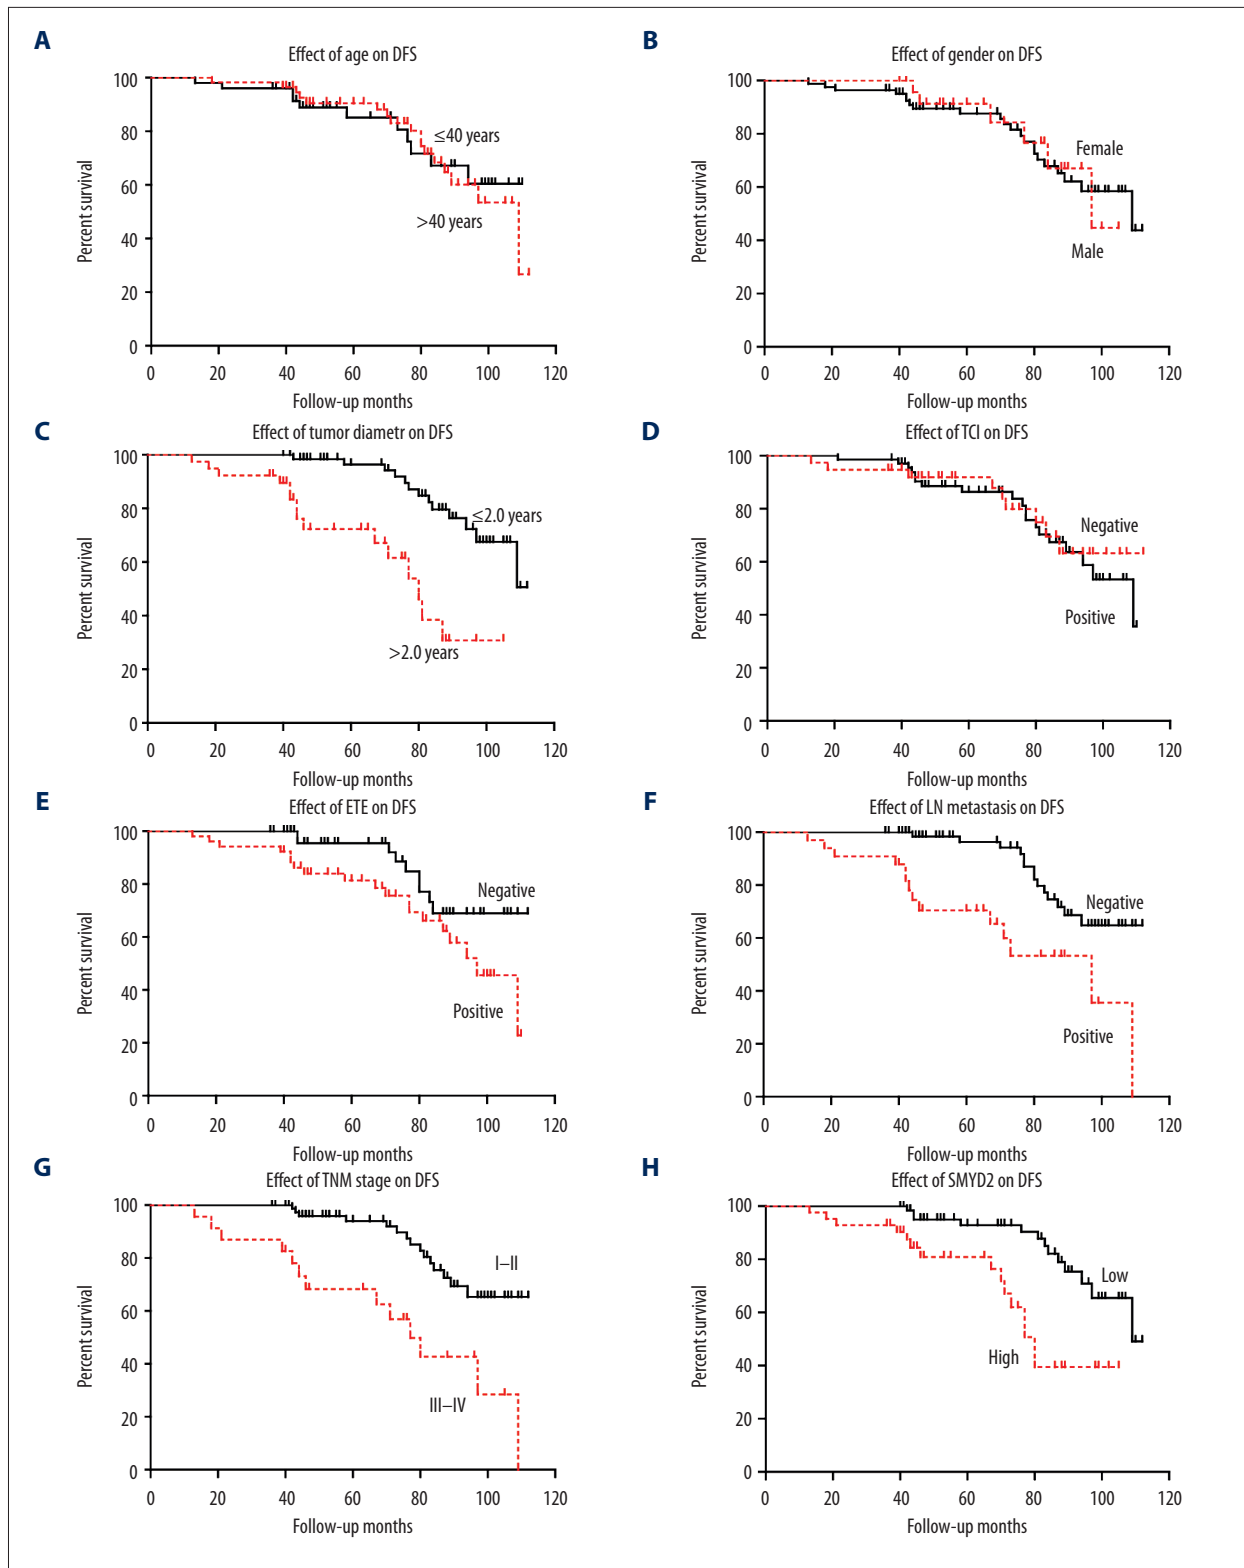 A
Effect of age on DFS
Percent survival
100
80
60
40
20
0
≤40 years
>40 years
0 20 40 60 80 100 120
Follow-up months
B
Effect of gender on DFS
Percent survival
100
80
60
40
20
0
Female
Male
0 20 40 60 80 100 120
Follow-up months
C
Effect of tumor diametr on DFS
Percent survival
100
80
60
40
20
0
≤2.0 years
>2.0 years
0 20 40 60 80 100 120
Follow-up months
D
Effect of TCI on DFS
Percent survival
100
80
60
40
20
0
Negative
Positive
0 20 40 60 80 100 120
Follow-up months
E
Effect of ETE on DFS
Percent survival
100
80
60
40
20
0
Negative
Positive
0 20 40 60 80 100 120
Follow-up months
F
Effect of LN metastasis on DFS
Percent survival
100
80
60
40
20
0
Negative
Positive
0 20 40 60 80 100 120
Follow-up months
G
Effect of TNM stage on DFS
Percent survival
100
80
60
40
20
0
I–II
III–IV
0 20 40 60 80 100 120
Follow-up months
H
Effect of SMYD2 on DFS
Percent survival
100
80
60
40
20
0
Low
High
0 20 40 60 80 100 120
Follow-up months